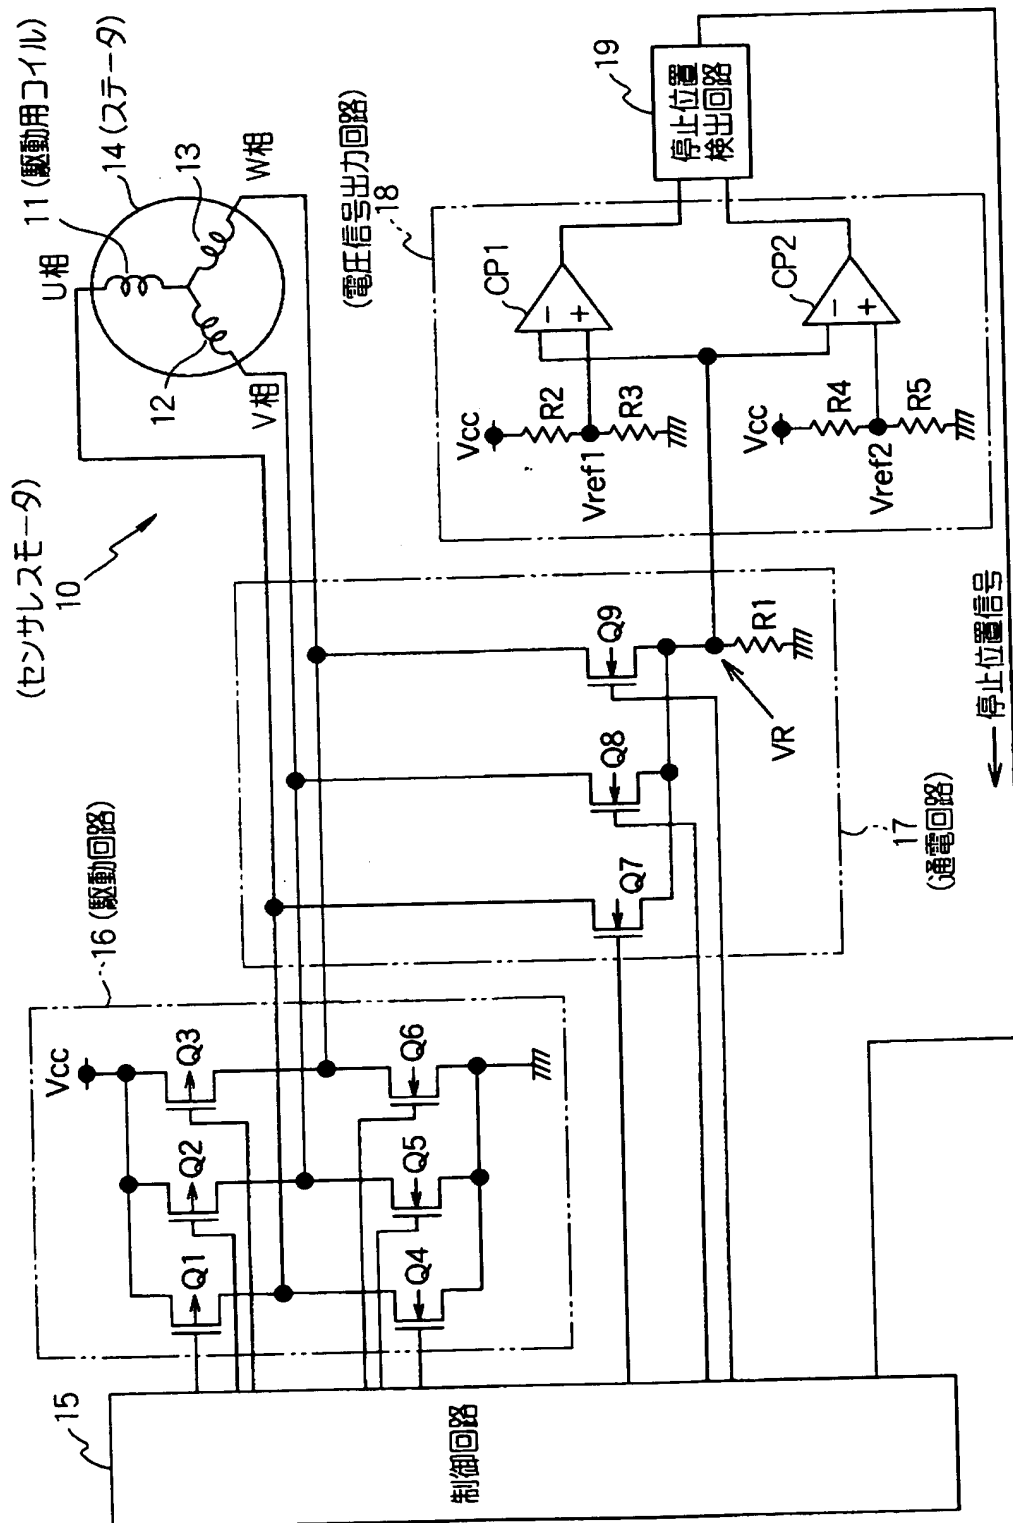 (センサレスモータ)
10
U相
11(駆動用コイル)
14(ステータ)
13
W相
12
V相
15
制御回路
16(駆動回路)
Vcc
Q1
Q2
Q3
Q4
Q5
Q6
Q7
Q8
Q9
VR
R1
17
(通電回路)
(電圧信号出力回路)
18
Vcc
R2
Vref1
R3
CP1
Vcc
R4
Vref2
R5
CP2
19
停止位置
検出回路
停止位置信号